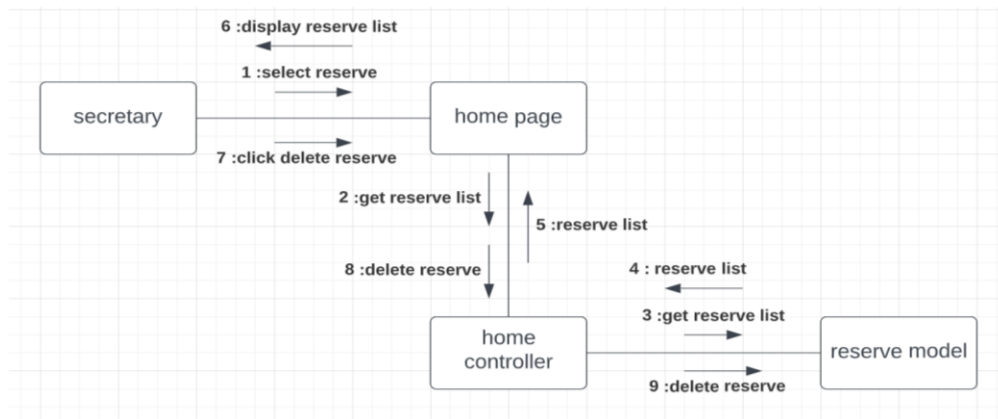 6 :display reserve list
1 :select reserve
secretary
home page
7 :click delete reserve
2 :get reserve list
5 :reserve list
8 :delete reserve
4 : reserve list
3 :get reserve list
home
controller
reserve model
9 :delete reserve